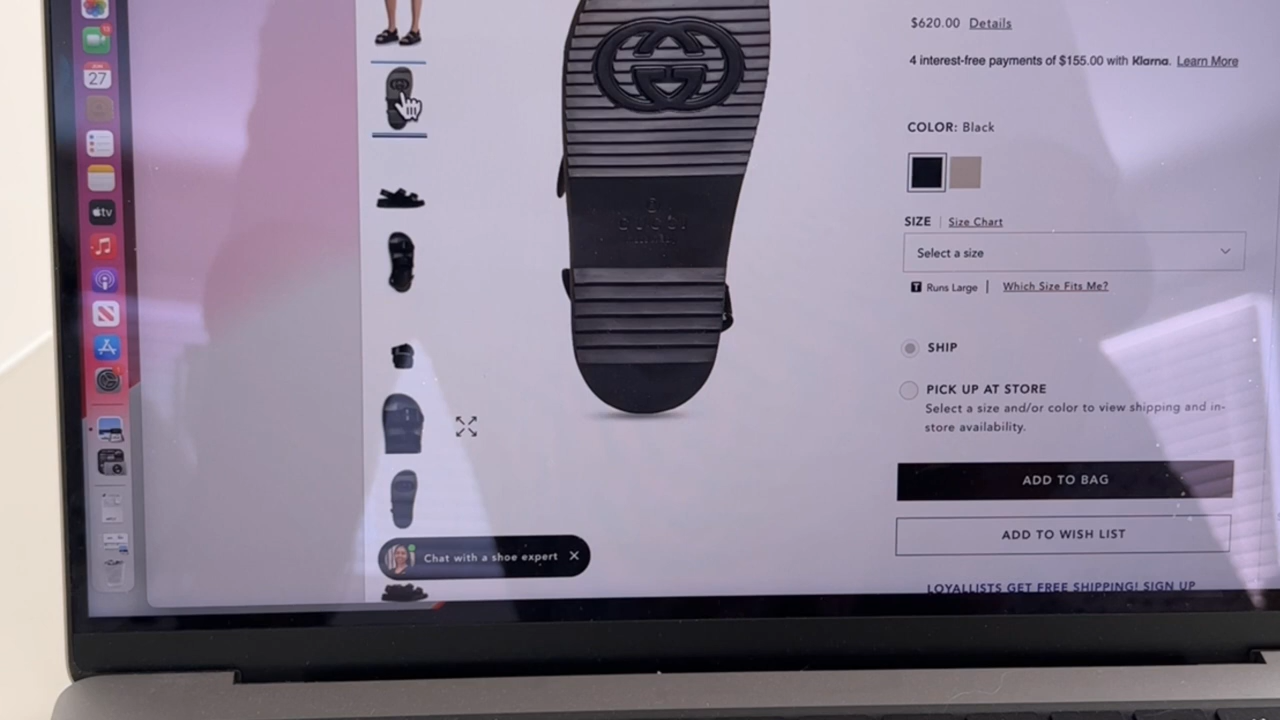 $620.00 Details
4 interest-free payments of $155.00 with Klarna. Learn More
COLOR: Black
SIZE | Size Chart
Select a size
T Runs Large | Which Size Fits Me?
SHIP
PICK UP AT STORE
Select a size and/or color to view shipping and in-
store availability.
ADD TO BAG
ADD TO WISH LIST
LOYALLISTS GET FREE SHIPPING! SIGN UP
Chat with a shoe expert
GUCCI
27
tv